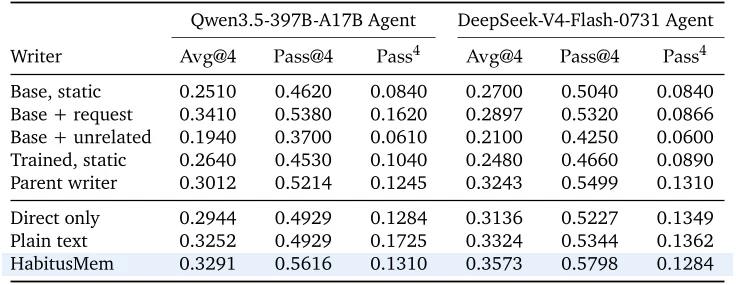 Qwen3.5-397B-A17B Agent DeepSeek-V4-Flash-0731 Agent
Writer Avg@4 Pass@4 Pass⁴ Avg@4 Pass@4 Pass⁴
Base, static 0.2510 0.4620 0.0840 0.2700 0.5040 0.0840
Base + request 0.3410 0.5380 0.1620 0.2897 0.5320 0.0866
Base + unrelated 0.1940 0.3700 0.0610 0.2100 0.4250 0.0600
Trained, static 0.2640 0.4530 0.1040 0.2480 0.4660 0.0890
Parent writer 0.3012 0.5214 0.1245 0.3243 0.5499 0.1310
Direct only 0.2944 0.4929 0.1284 0.3136 0.5227 0.1349
Plain text 0.3252 0.4929 0.1725 0.3324 0.5344 0.1362
HabitusMem 0.3291 0.5616 0.1310 0.3573 0.5798 0.1284